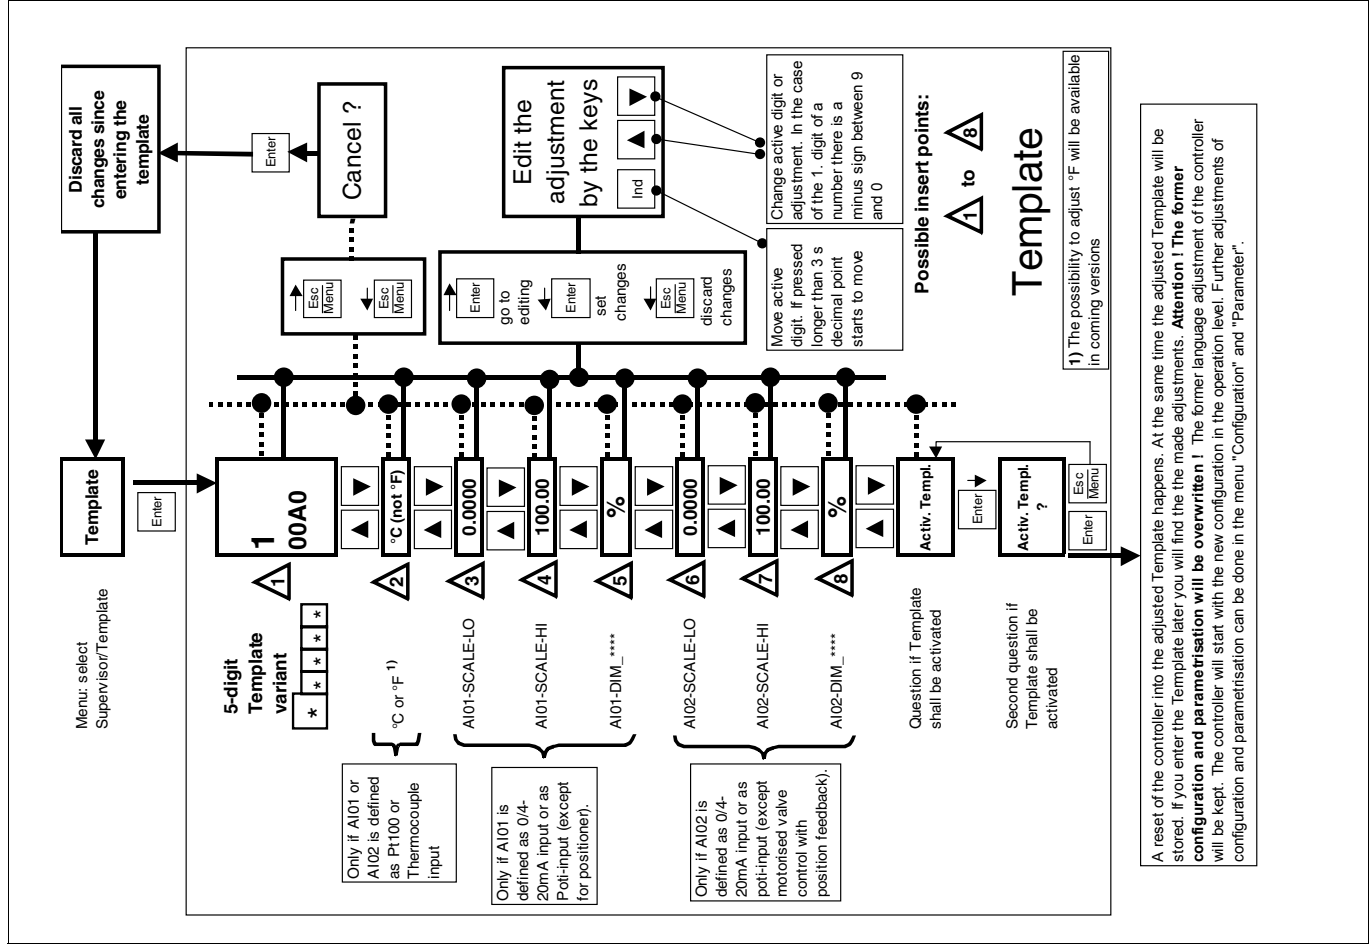 Menu: select
Supervisor/Template
Template
Enter
Discard all
changes since
entering the
template
Enter
Cancel ?
5-digit
Template
variant
* * * * *
1
1
00A0
Esc
Menu
Esc
Menu
Edit the
adjustment
by the keys
Ind
▲
▼
Enter
go to
editing
Enter
set
changes
Esc
Menu
discard
changes
Move active
digit. If pressed
longer than 3 s
decimal point
starts to move
Change active digit or
adjustment. In the case
of the 1. digit of a
number there is a
minus sign between 9
and 0
Possible insert points:
1 to 8
Template
1) The possibility to adjust °F will be available
in coming versions
Only if AI01 or
AI02 is defined
as Pt100 or
Thermocouple
input
°C or °F 1)
2
°C (not °F)
▲ ▼
Only if AI01 is
defined as 0/4-
20mA input or as
Poti-input (except
for positioner).
AI01-SCALE-LO
3
0.0000
▲ ▼
AI01-SCALE-HI
4
100.00
▲ ▼
AI01-DIM_****
5
%
▲ ▼
Only if AI02 is
defined as 0/4-
20mA input or as
poti-input (except
motorised valve
control with
position feedback).
AI02-SCALE-LO
6
0.0000
▲ ▼
AI02-SCALE-HI
7
100.00
▲ ▼
AI02-DIM_****
8
%
▲ ▼
▲ ▼
Question if Template
shall be activated
Activ. Templ.
Enter
Second question if
Template shall be
activated
Activ. Templ.
?
Enter
Esc
Menu
A reset of the controller into the adjusted Template happens. At the same time the adjusted Template will be
stored. If you enter the Template later you will find the the made adjustments. Attention ! The former
configuration and parametrisation will be overwriten ! The former language adjustment of the controller
will be kept. The controller will start with the new configuration in the operation level. Further adjustments of
configuration and parametrisation can be done in the menu "Configuration" and "Parameter".